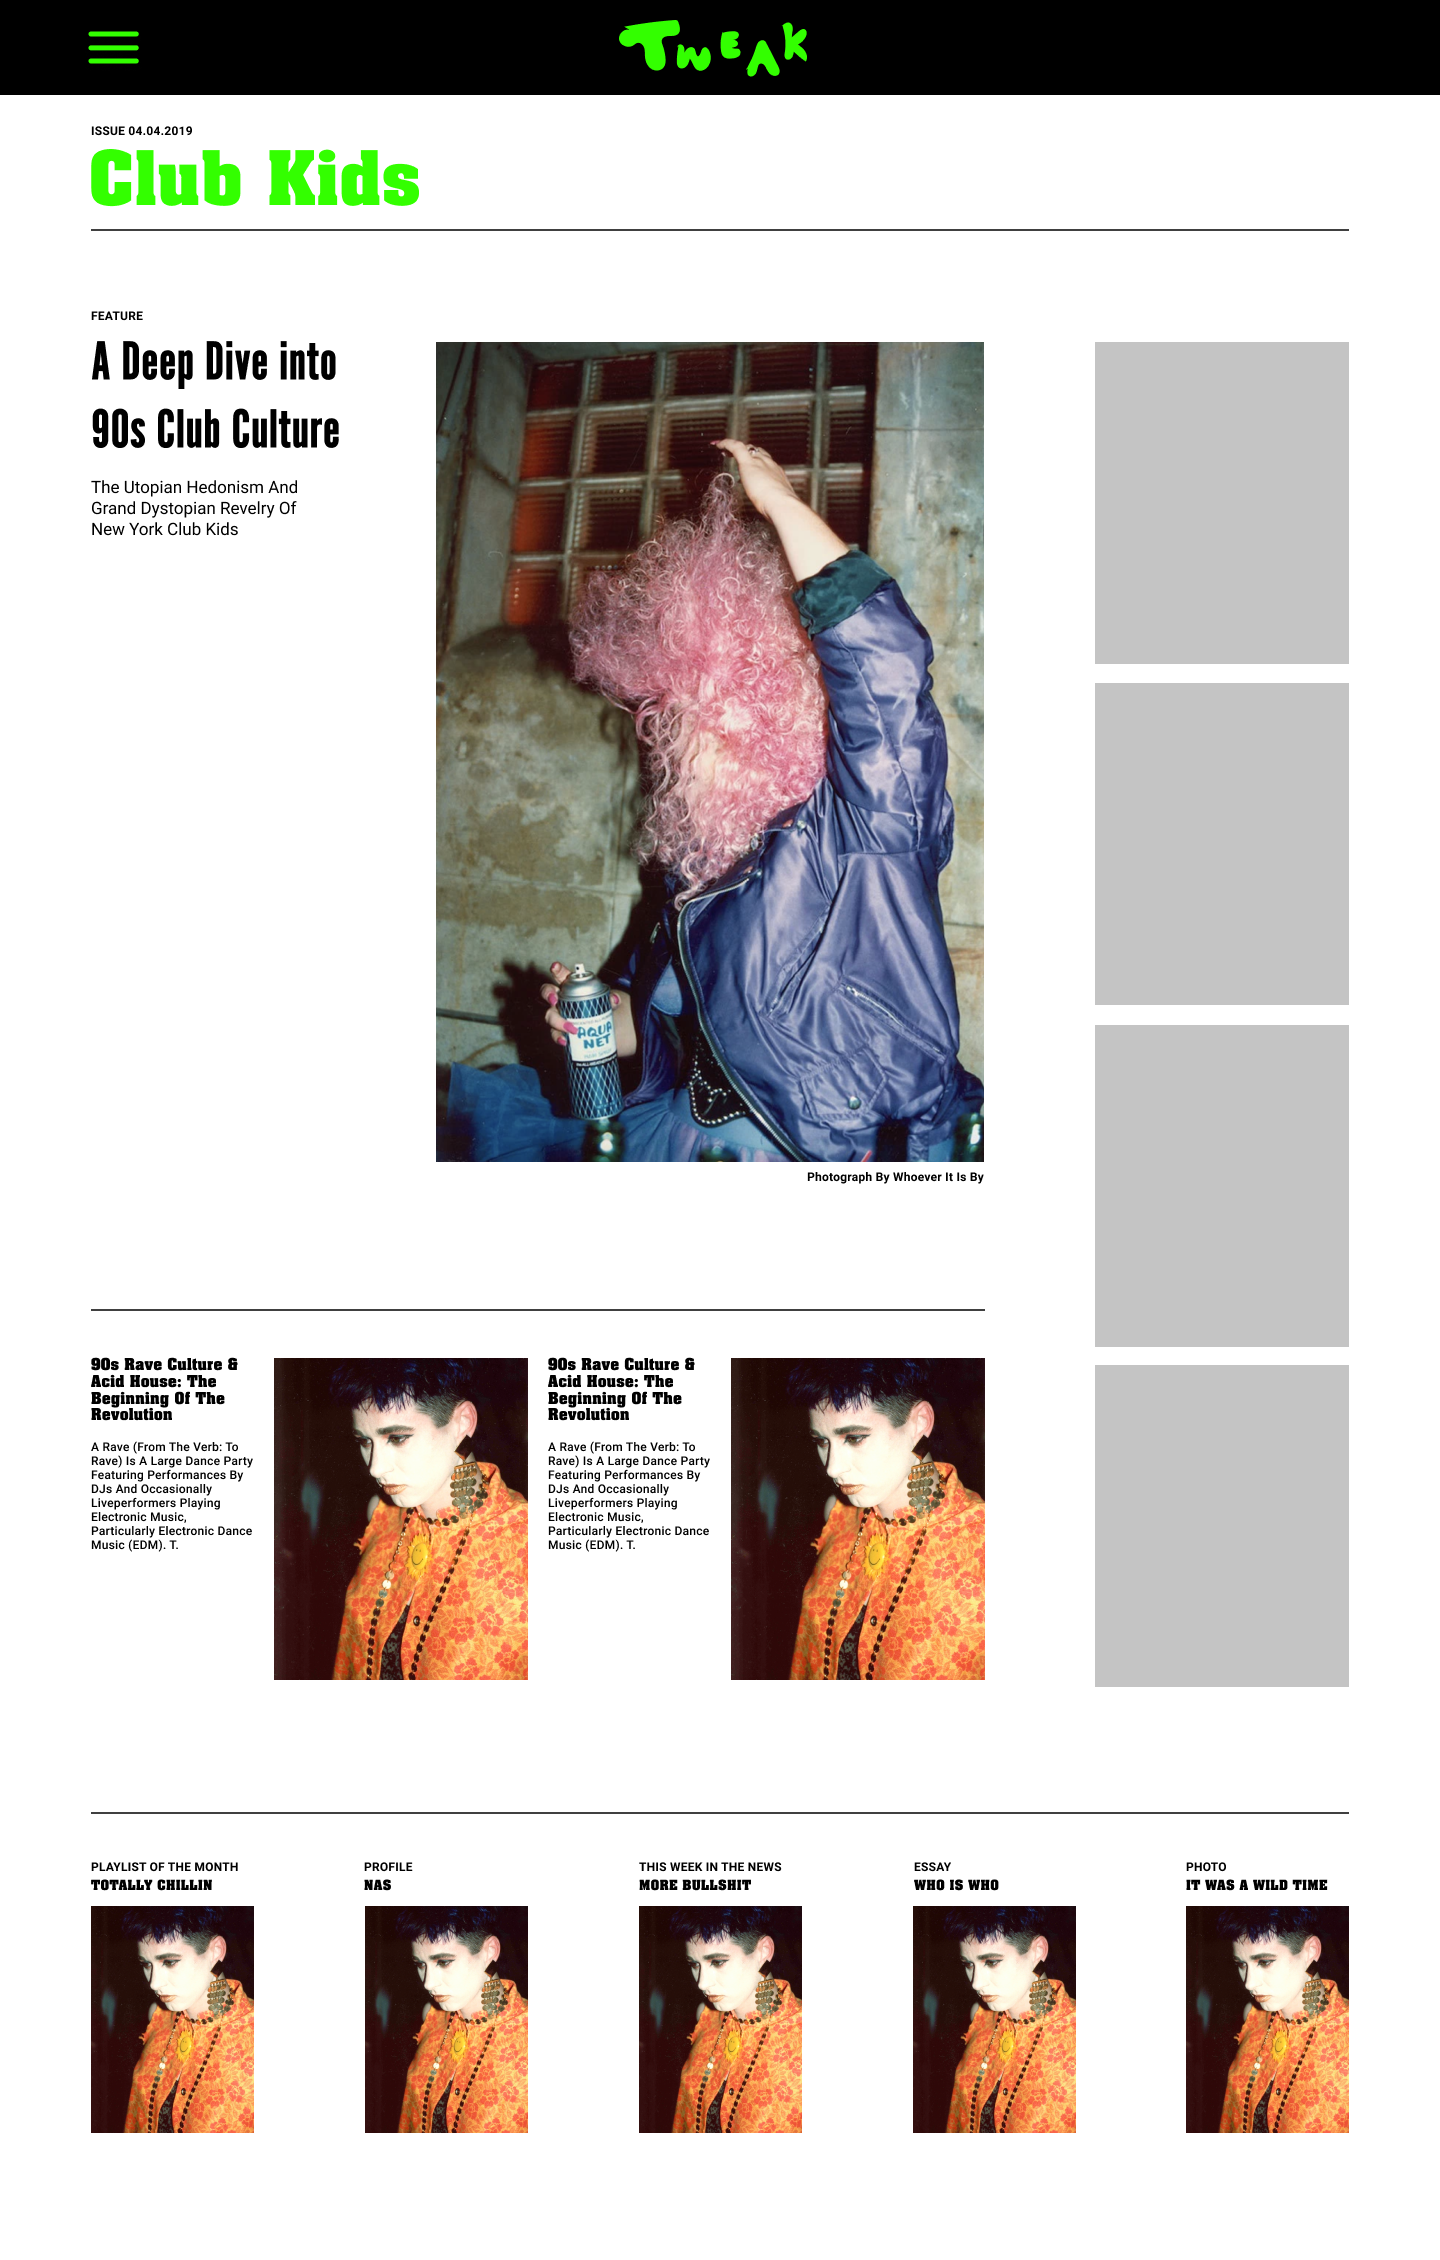 TWEAK
ISSUE 04.04.2019
Club Kids
FEATURE
A Deep Dive into
90s Club Culture
The Utopian Hedonism And
Grand Dystopian Revelry Of
New York Club Kids
AQUA
NET
Photograph By Whoever It Is By
90s Rave Culture &
Acid House: The
Beginning Of The
Revolution
A Rave (From The Verb: To
Rave) Is A Large Dance Party
Featuring Performances By
DJs And Occasionally
Liveperformers Playing
Electronic Music,
Particularly Electronic Dance
Music (EDM). T.
90s Rave Culture &
Acid House: The
Beginning Of The
Revolution
A Rave (From The Verb: To
Rave) Is A Large Dance Party
Featuring Performances By
DJs And Occasionally
Liveperformers Playing
Electronic Music,
Particularly Electronic Dance
Music (EDM). T.
PLAYLIST OF THE MONTH
TOTALLY CHILLIN
PROFILE
NAS
THIS WEEK IN THE NEWS
MORE BULLSHIT
ESSAY
WHO IS WHO
PHOTO
IT WAS A WILD TIME